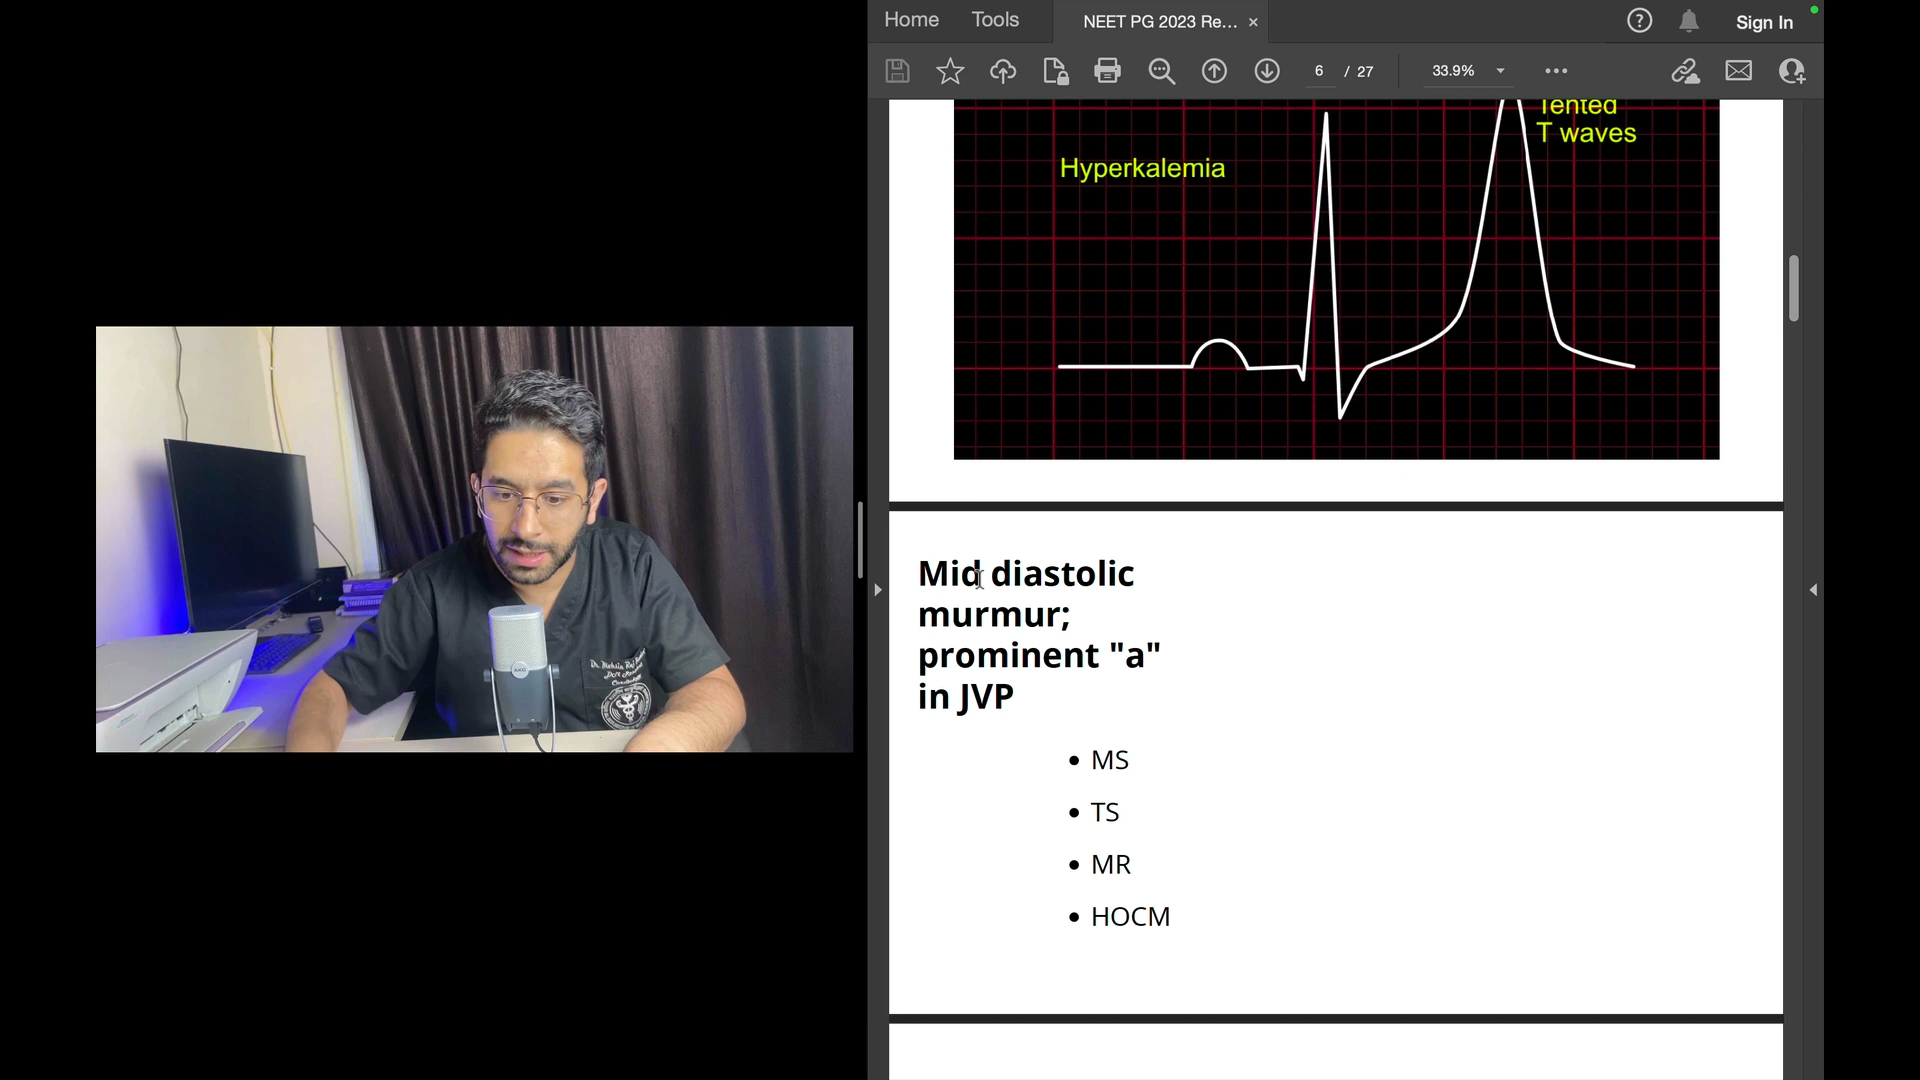 Home Tools NEET PG 2023 Re... × Sign In
6 / 27 33.9%
Tented
T waves
Hyperkalemia
Mid diastolic
murmur;
prominent "a"
in JVP
• MS
• TS
• MR
• HOCM
AKG